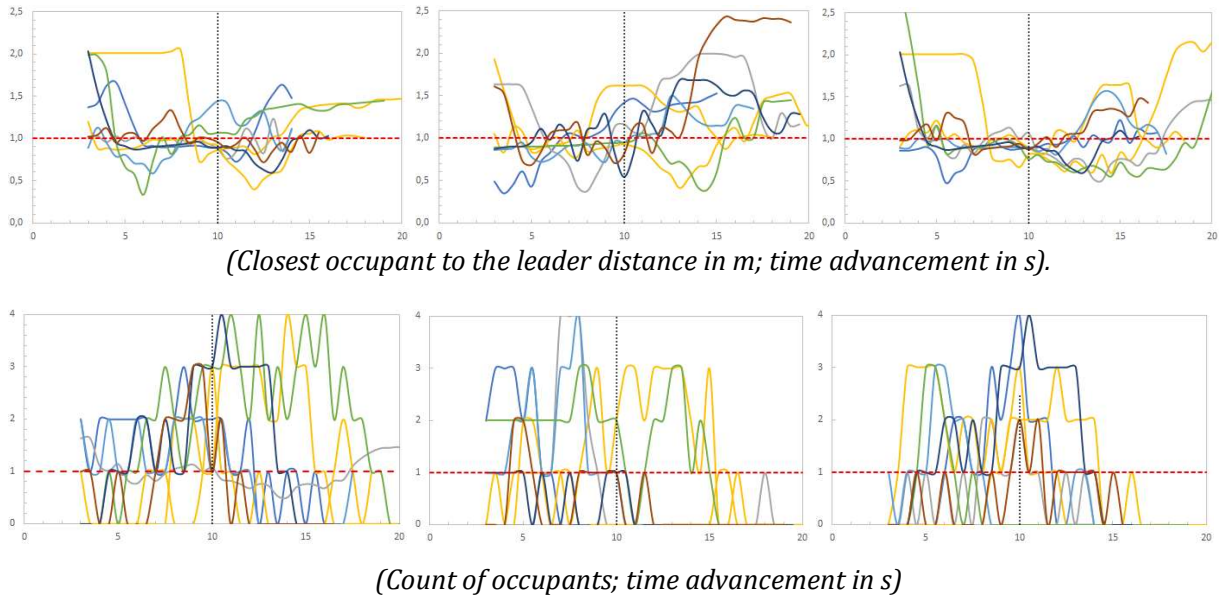 2,5 2,5 2,5
2,0 2,0 2,0
1,5 1,5 1,5
1,0 1,0 1,0
0,5 0,5 0,5
0,0 0,0 0,0
0 5 10 15 20 0 5 10 15 20 0 5 10 15 20
(Closest occupant to the leader distance in m; time advancement in s).
4 4 4
3 3 3
2 2 2
1 1 1
0 0 0
0 5 10 15 20 0 5 10 15 20 0 5 10 15 20
(Count of occupants; time advancement in s)